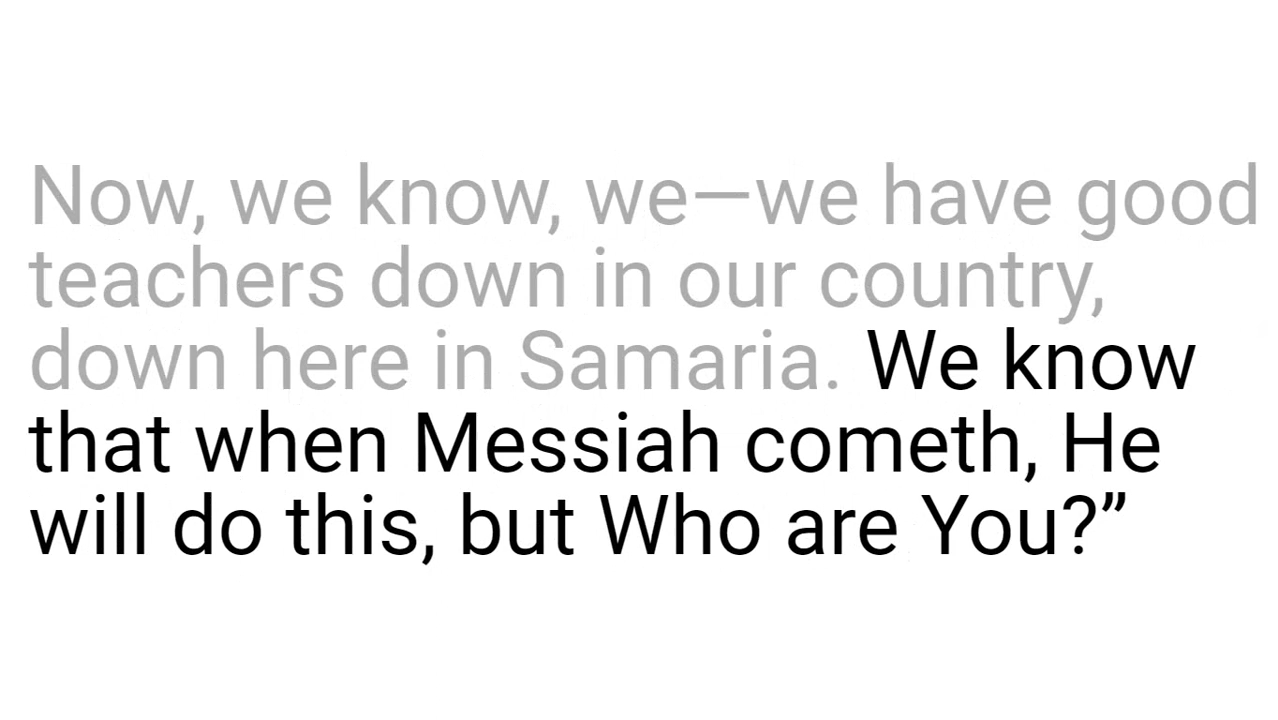 Now, we know, we—we have good
teachers down in our country,
down here in Samaria. We know
that when Messiah cometh, He
will do this, but Who are You?”